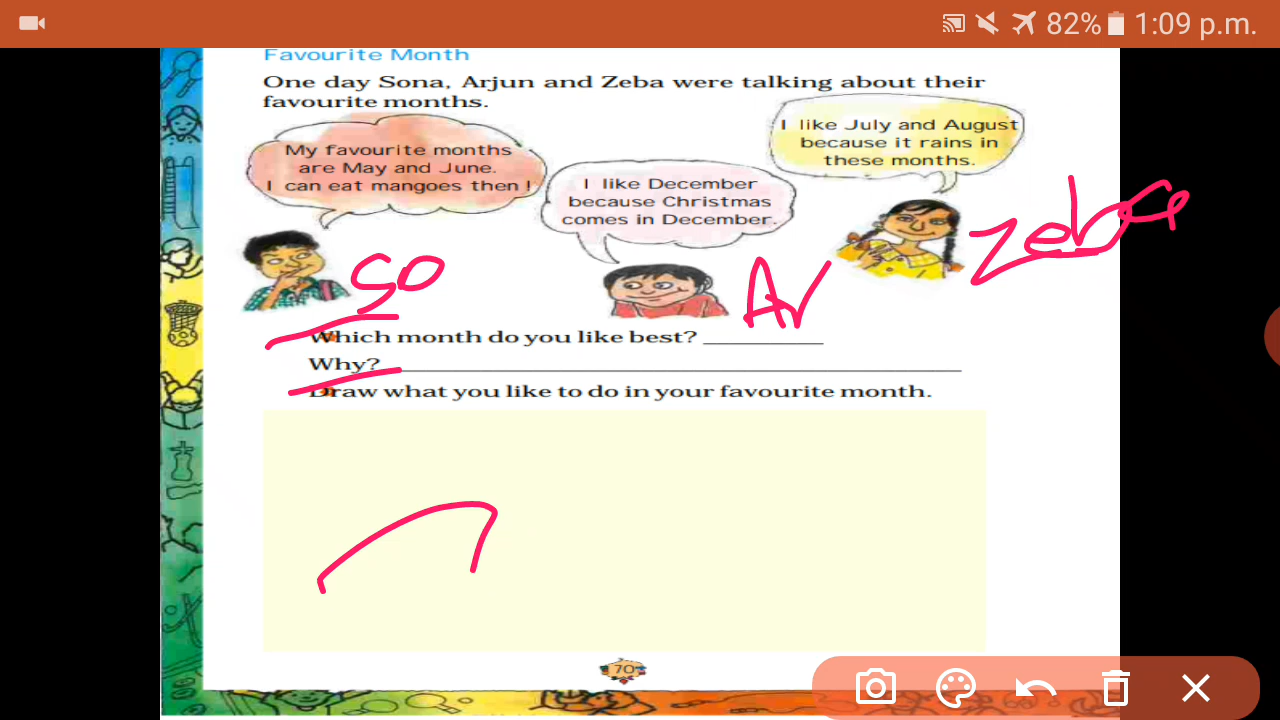 82% 1:09 p.m.
Favourite Month
One day Sona, Arjun and Zeba were talking about their
favourite months.
My favourite months
are May and June.
I can eat mangoes then !
I like December
because Christmas
comes in December.
I like July and August
because it rains in
these months.
So
Ar
Zeba
Which month do you like best? __________
Why? __________
Draw what you like to do in your favourite month.
70